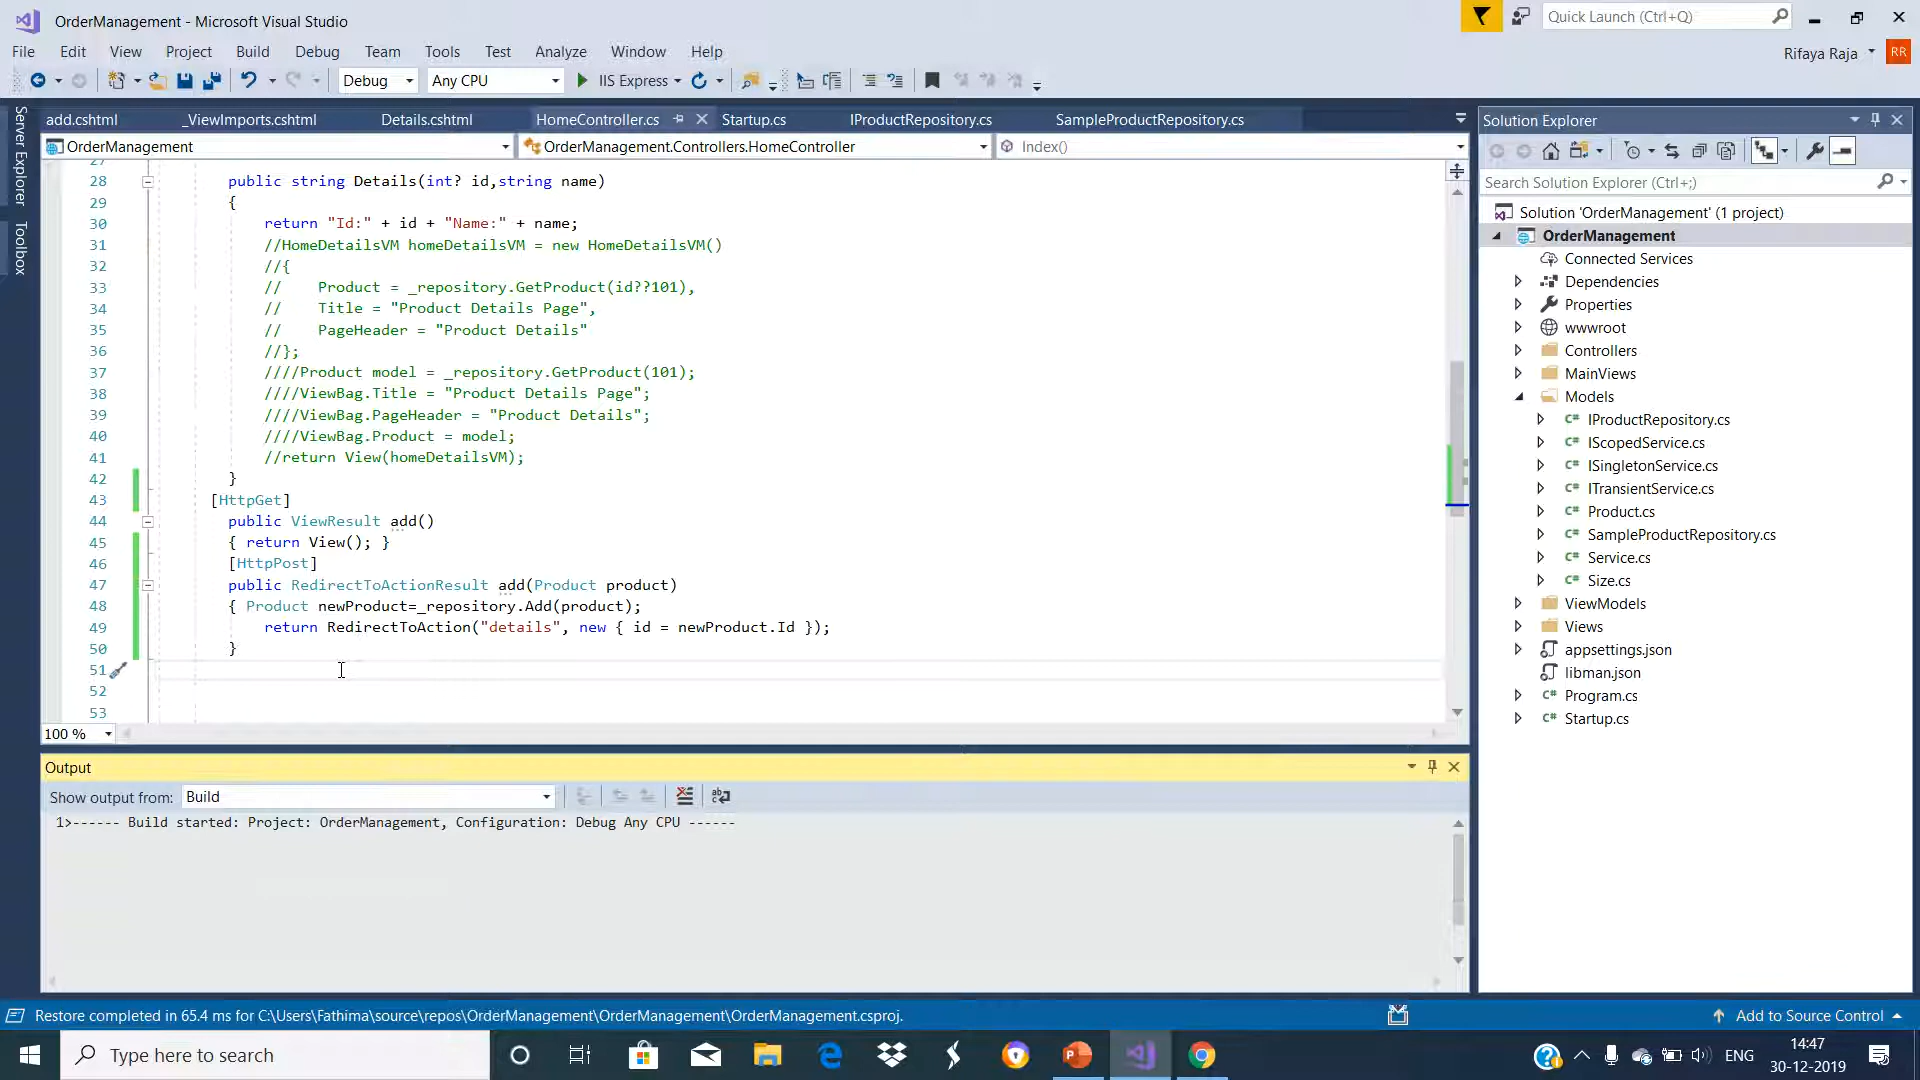 OrderManagement - Microsoft Visual Studio
Quick Launch (Ctrl+Q)
File Edit View Project Build Debug Team Tools Test Analyze Window Help
Rifaya Raja RR
Debug Any CPU IIS Express
Server Explorer
Toolbox
add.cshtml _ViewImports.cshtml Details.cshtml HomeController.cs Startup.cs IProductRepository.cs SampleProductRepository.cs
OrderManagement OrderManagement.Controllers.HomeController Index()
27
28 public string Details(int? id,string name)
29 {
30 return "Id:" + id + "Name:" + name;
31 //HomeDetailsVM homeDetailsVM = new HomeDetailsVM()
32 //{
33 // Product = _repository.GetProduct(id??101),
34 // Title = "Product Details Page",
35 // PageHeader = "Product Details"
36 //};
37 ////Product model = _repository.GetProduct(101);
38 ////ViewBag.Title = "Product Details Page";
39 ////ViewBag.PageHeader = "Product Details";
40 ////ViewBag.Product = model;
41 //return View(homeDetailsVM);
42 }
43 [HttpGet]
44 public ViewResult add()
45 { return View(); }
46 [HttpPost]
47 public RedirectToActionResult add(Product product)
48 { Product newProduct=_repository.Add(product);
49 return RedirectToAction("details", new { id = newProduct.Id });
50 }
51
52
53
100 %
Output
Show output from: Build
1>------ Build started: Project: OrderManagement, Configuration: Debug Any CPU ------
Solution Explorer
Search Solution Explorer (Ctrl+;)
Solution 'OrderManagement' (1 project)
OrderManagement
Connected Services
Dependencies
Properties
wwwroot
Controllers
MainViews
Models
C# IProductRepository.cs
C# IScopedService.cs
C# ISingletonService.cs
C# ITransientService.cs
C# Product.cs
C# SampleProductRepository.cs
C# Service.cs
C# Size.cs
ViewModels
Views
appsettings.json
libman.json
C# Program.cs
C# Startup.cs
Restore completed in 65.4 ms for C:\Users\Fathima\source\repos\OrderManagement\OrderManagement\OrderManagement.csproj.
Add to Source Control
Type here to search
ENG
14:47
30-12-2019